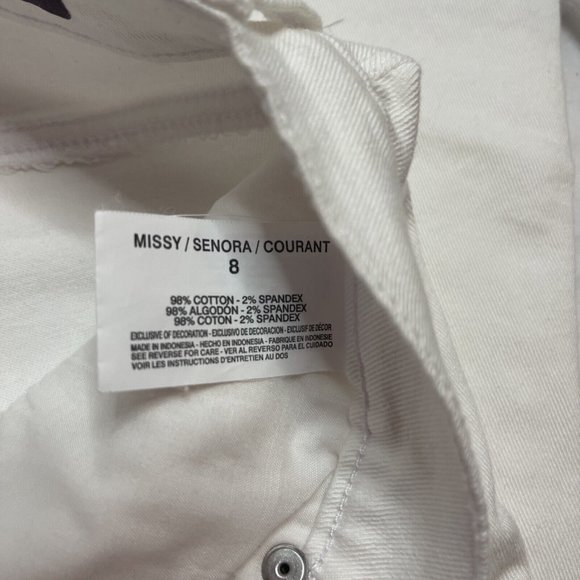 MISSY / SENORA / COURANT
8
98% COTTON - 2% SPANDEX
98% ALGODÓN - 2% SPANDEX
98% COTON - 2% SPANDEX
EXCLUSIVE OF DECORATION - EXCLUSIVO DE DECORACION - EXCLUSIF DE DÉCOR
MADE IN INDONESIA - HECHO EN INDONESIA - FABRIQUE EN INDONESIE
SEE REVERSE FOR CARE - VER AL REVERSO PARA EL CUIDADO
VOIR LES INSTRUCTIONS D'ENTRETIEN AU DOS